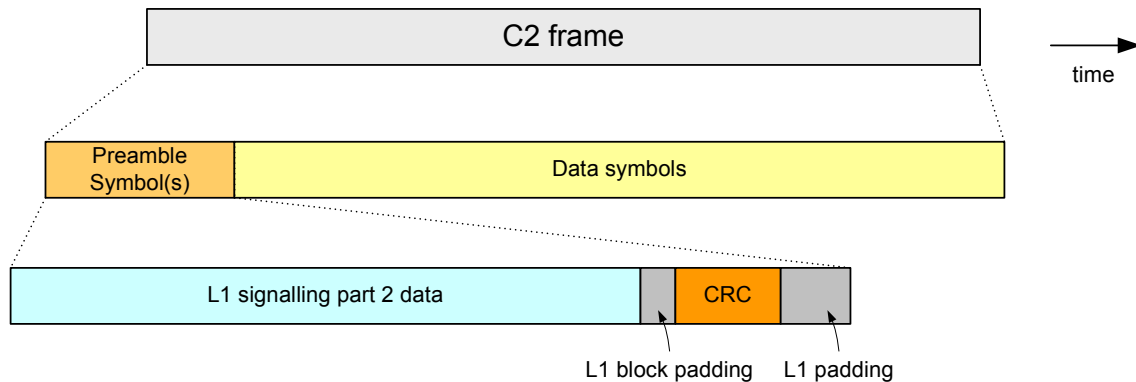 C2 frame
time
Preamble
Symbol(s)
Data symbols
L1 signalling part 2 data
CRC
L1 block padding
L1 padding